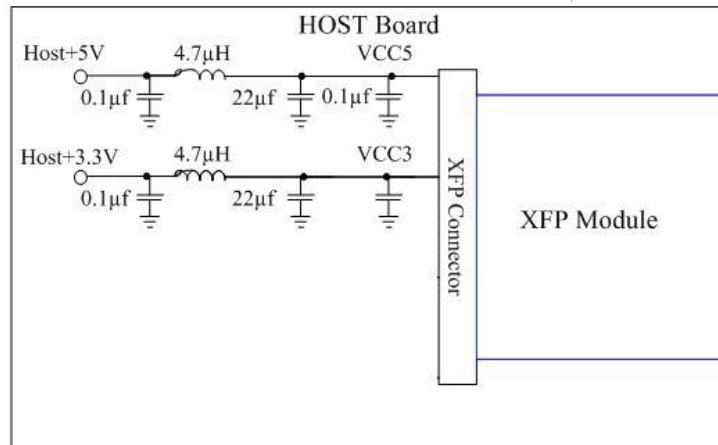 HOST Board
Host+5V
4.7μH
VCC5
0.1μf
22μf
0.1μf
Host+3.3V
4.7μH
VCC3
0.1μf
22μf
XFP Connector
XFP Module